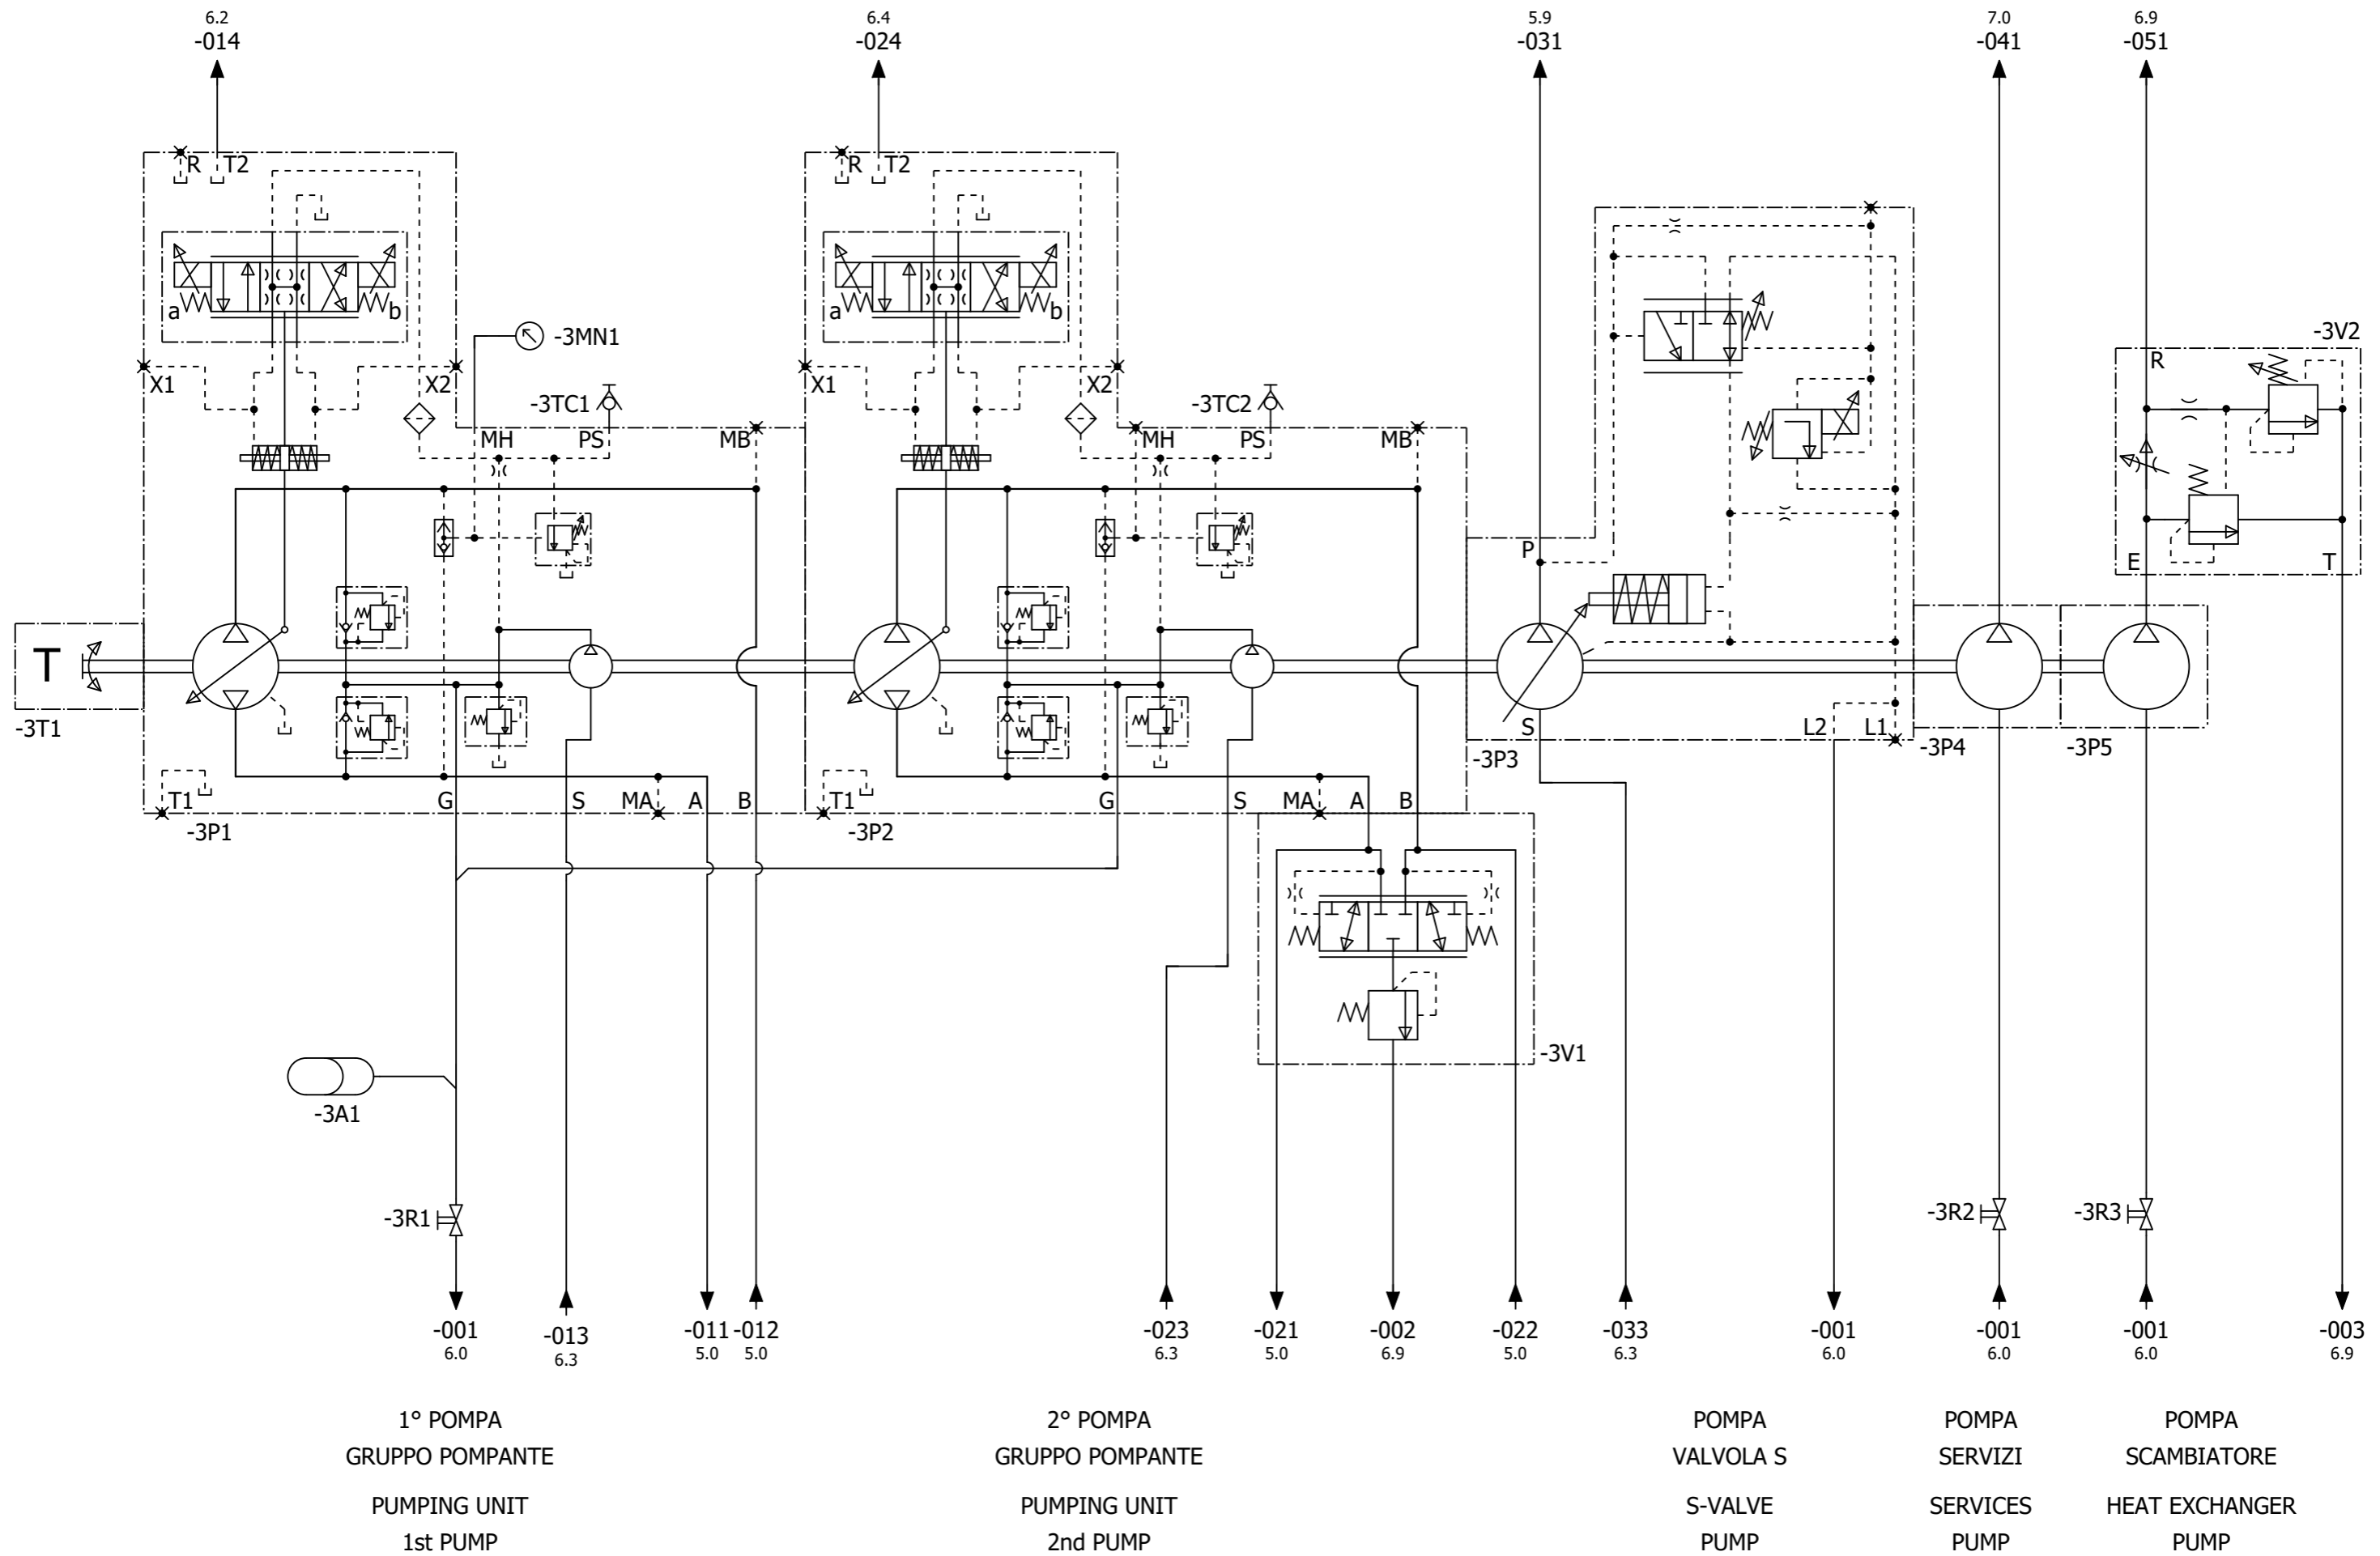 6.2 6.4 5.9 7.0 6.9
-014 -024 -031 -041 -051
R T2 R T2
a b a b
-3MN1 -3V2
X1 X2 X1 X2 R
-3TC1 -3TC2
MH PS MB MH PS MB
P E T
T
-3T1
S L2 L1
-3P3 -3P4 -3P5
T1 G S MA A B T1 G S MA A B
-3P1 -3P2
-3V1
-3A1
-3R1 -3R2 -3R3
-001 -013 -011 -012 -023 -021 -002 -022 -033 -001 -001 -001 -003
6.0 6.3 5.0 5.0 6.3 5.0 6.9 5.0 6.3 6.0 6.0 6.0 6.9
1° POMPA
GRUPPO POMPANTE
PUMPING UNIT
1st PUMP
2° POMPA
GRUPPO POMPANTE
PUMPING UNIT
2nd PUMP
POMPA
VALVOLA S
S-VALVE
PUMP
POMPA
SERVIZI
SERVICES
PUMP
POMPA
SCAMBIATORE
HEAT EXCHANGER
PUMP